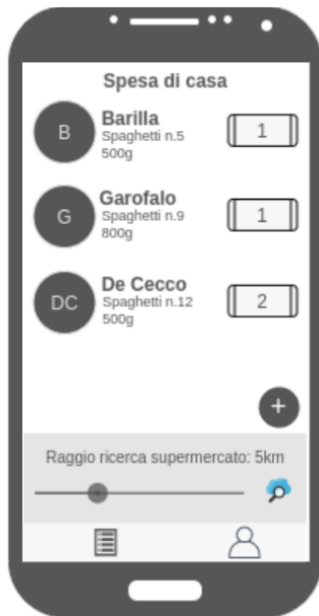 Spesa di casa
B
Barilla
Spaghetti n.5
500g
1
G
Garofalo
Spaghetti n.9
800g
1
DC
De Cecco
Spaghetti n.12
500g
2
+
Raggio ricerca supermercato: 5km